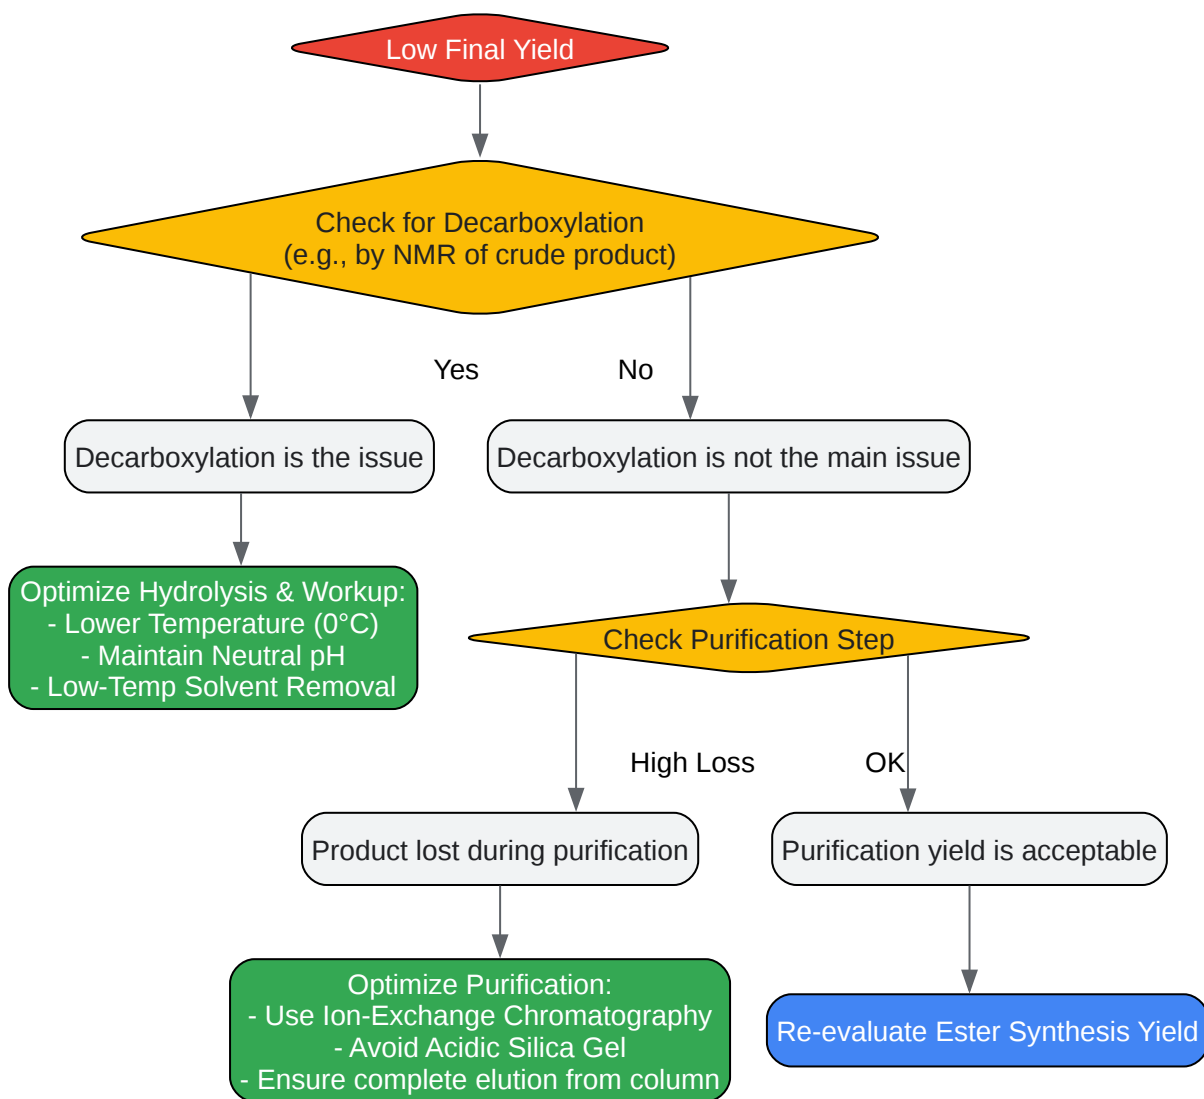 Low Final Yield
Check for Decarboxylation
(e.g., by NMR of crude product)
Yes
No
Decarboxylation is the issue
Decarboxylation is not the main issue
Optimize Hydrolysis & Workup:
- Lower Temperature (0°C)
- Maintain Neutral pH
- Low-Temp Solvent Removal
Check Purification Step
High Loss
OK
Product lost during purification
Purification yield is acceptable
Optimize Purification:
- Use Ion-Exchange Chromatography
- Avoid Acidic Silica Gel
- Ensure complete elution from column
Re-evaluate Ester Synthesis Yield